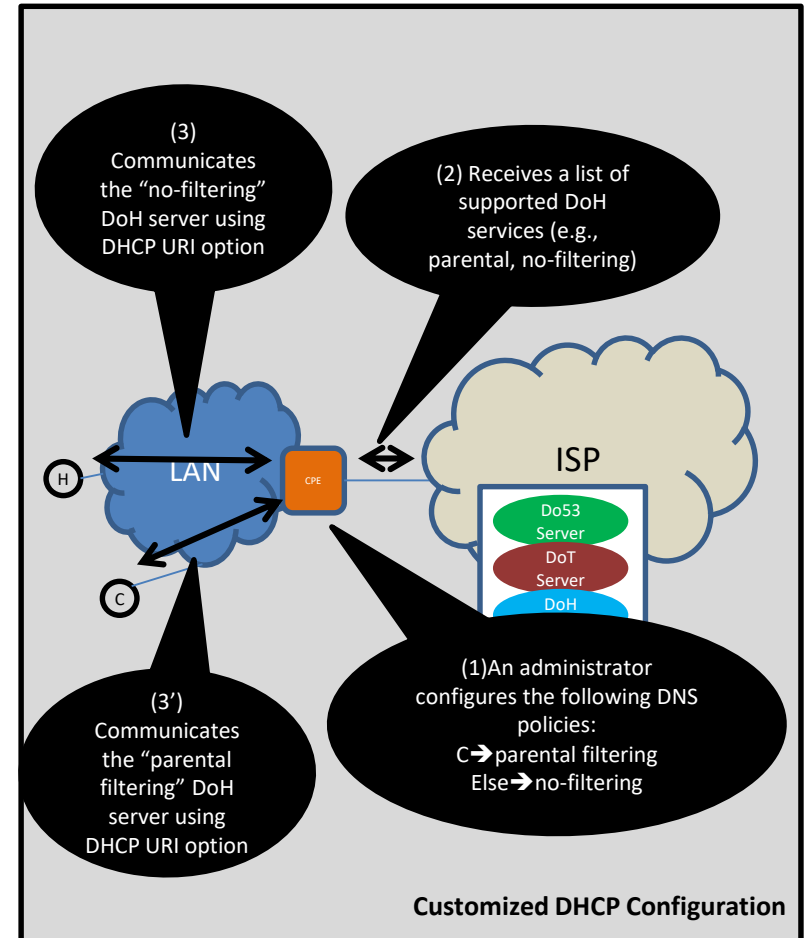 (3)
Communicates
the “no-filtering”
DoH server using
DHCP URI option
(2) Receives a list of
supported DoH
services (e.g.,
parental, no-filtering)
LAN
CPE
ISP
H
C
Do53
Server
DoT
Server
DoH
(1)An administrator
configures the following DNS
policies:
C➔parental filtering
Else➔no-filtering
(3’)
Communicates
the “parental
filtering” DoH
server using
DHCP URI option
Customized DHCP Configuration